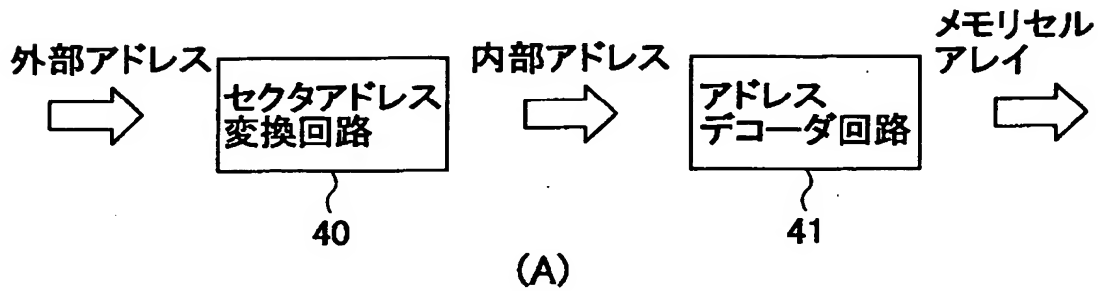 外部アドレス
セクタアドレス
変換回路
40
内部アドレス
アドレス
デコーダ回路
41
メモリセル
アレイ
(A)